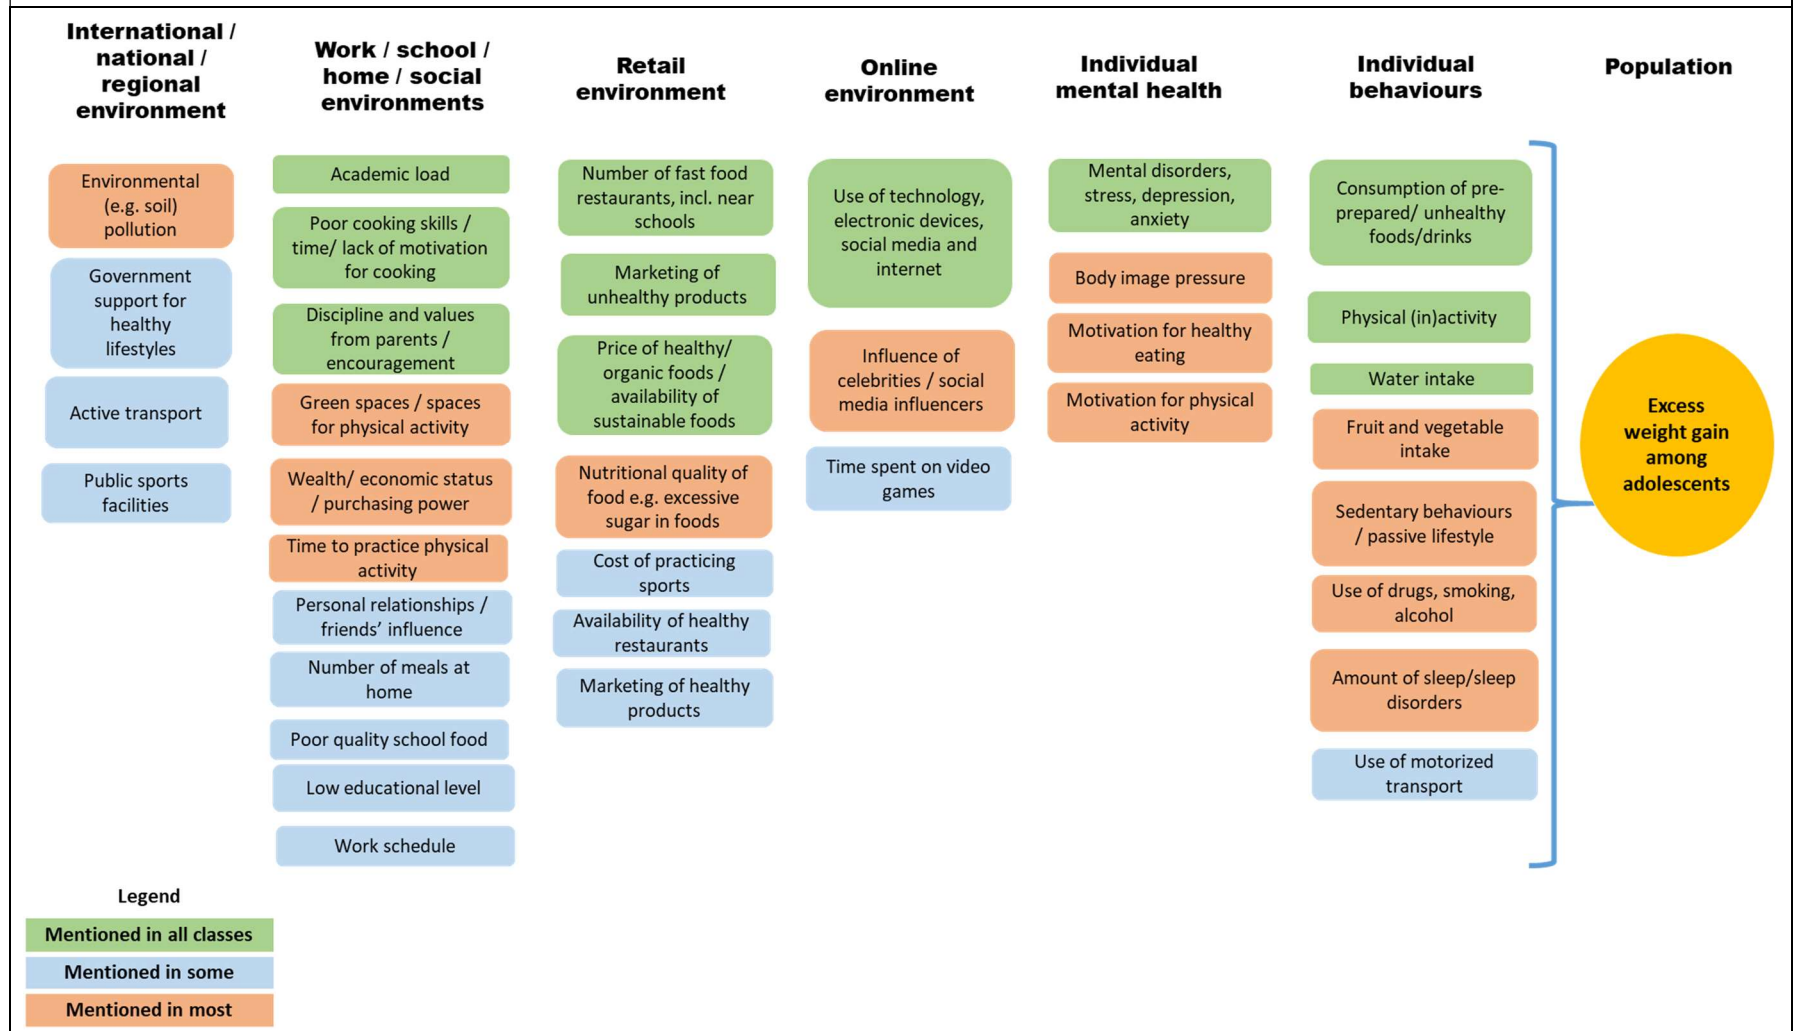 International /
national /
regional
environment
Work / school /
home / social
environments
Retail
environment
Online
environment
Individual
mental health
Individual
behaviours
Population
Environmental
(e.g. soil)
pollution
Government
support for
healthy
lifestyles
Active transport
Public sports
facilities
Academic load
Poor cooking skills /
time/ lack of motivation
for cooking
Discipline and values
from parents /
encouragement
Green spaces / spaces
for physical activity
Wealth/ economic status
/ purchasing power
Time to practice physical
activity
Personal relationships /
friends’ influence
Number of meals at
home
Poor quality school food
Low educational level
Work schedule
Number of fast food
restaurants, incl. near
schools
Marketing of
unhealthy products
Price of healthy/
organic foods /
availability of
sustainable foods
Nutritional quality of
food e.g. excessive
sugar in foods
Cost of practicing
sports
Availability of healthy
restaurants
Marketing of healthy
products
Use of technology,
electronic devices,
social media and
internet
Influence of
celebrities / social
media influencers
Time spent on video
games
Mental disorders,
stress, depression,
anxiety
Body image pressure
Motivation for healthy
eating
Motivation for physical
activity
Consumption of pre-
prepared/ unhealthy
foods/drinks
Physical (in)activity
Water intake
Fruit and vegetable
intake
Sedentary behaviours
/ passive lifestyle
Use of drugs, smoking,
alcohol
Amount of sleep/sleep
disorders
Use of motorized
transport
Excess
weight gain
among
adolescents
Legend
Mentioned in all classes
Mentioned in some
Mentioned in most